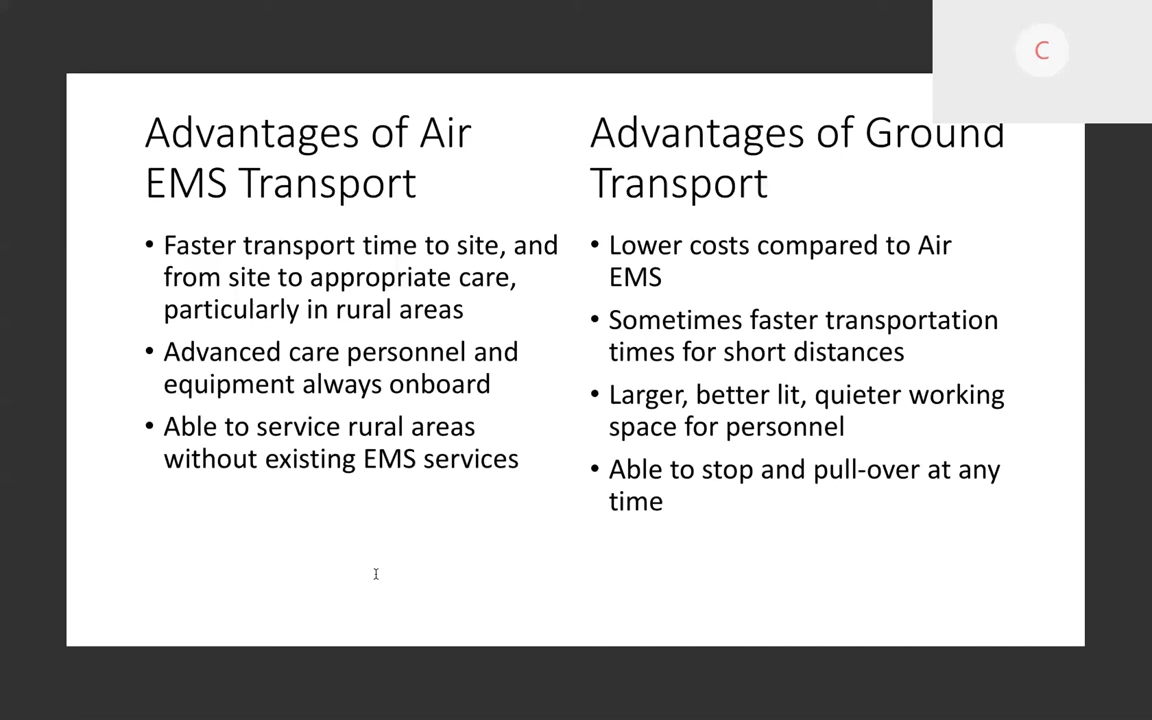 C
Advantages of Air
EMS Transport
• Faster transport time to site, and
from site to appropriate care,
particularly in rural areas
• Advanced care personnel and
equipment always onboard
• Able to service rural areas
without existing EMS services
Advantages of Ground
Transport
• Lower costs compared to Air
EMS
• Sometimes faster transportation
times for short distances
• Larger, better lit, quieter working
space for personnel
• Able to stop and pull-over at any
time